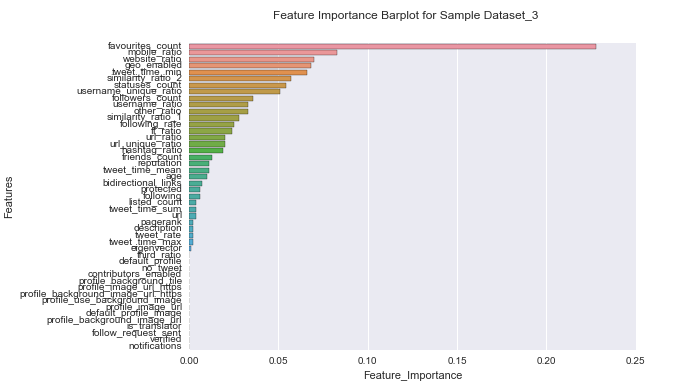 Feature Importance Barplot for Sample Dataset_3
favourites_count
mobile_ratio
website_ratio
geo_enabled
tweet_time_min
similarity_ratio_2
statuses_count
username_unique_ratio
followers_count
username_ratio
other_ratio
similarity_ratio_1
following_rate
ff_ratio
url_ratio
url_unique_ratio
hashtag_ratio
friends_count
reputation
tweet_time_mean
age
bidirectional_links
protected
following
listed_count
tweet_time_sum
url
pagerank
description
tweet_rate
tweet_time_max
eigenvector
third_ratio
default_profile
no_tweet
contributors_enabled
profile_background_tile
profile_image_url_https
profile_background_image_url_https
profile_use_background_image
profile_image_url
default_profile_image
profile_background_image_url
is_translator
follow_request_sent
verified
notifications
Features
0.00 0.05 0.10 0.15 0.20 0.25
Feature_Importance